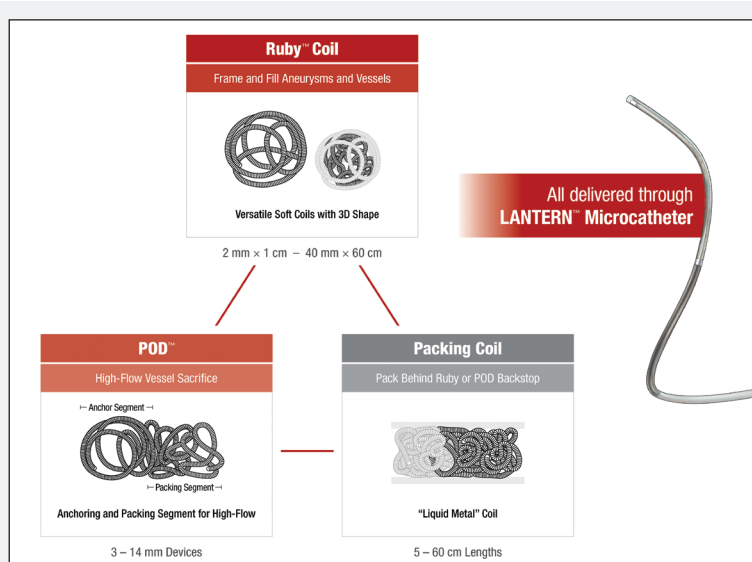 Ruby™ Coil
Frame and Fill Aneurysms and Vessels
Versatile Soft Coils with 3D Shape
2 mm × 1 cm – 40 mm × 60 cm
All delivered through
LANTERN™ Microcatheter
POD™
High-Flow Vessel Sacrifice
Anchor Segment
Packing Segment
Anchoring and Packing Segment for High-Flow
3 – 14 mm Devices
Packing Coil
Pack Behind Ruby or POD Backstop
“Liquid Metal” Coil
5 – 60 cm Lengths